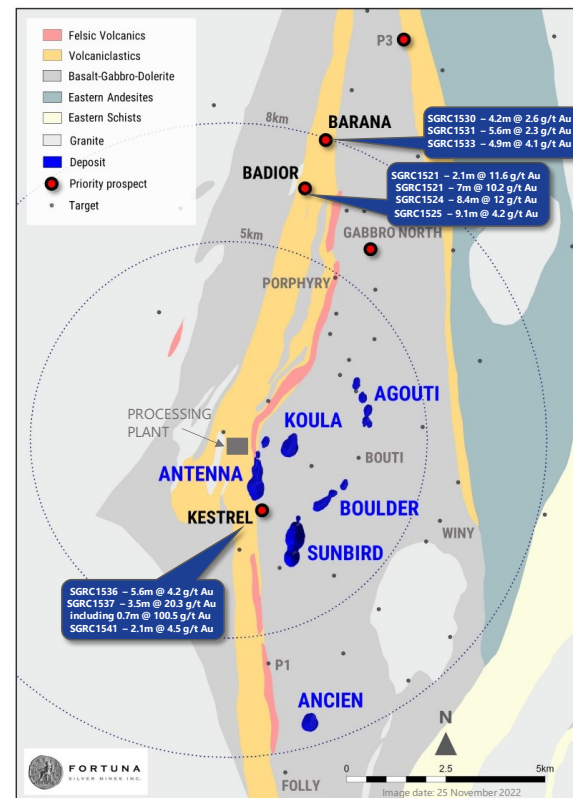 Felsic Volcanics
Volcaniclastics
Basalt-Gabbro-Dolerite
Eastern Andesites
Eastern Schists
Granite
Deposit
Priority prospect
Target
P3
8km
BARANA
SGRC1530 – 4.2m @ 2.6 g/t Au
SGRC1531 – 5.6m @ 2.3 g/t Au
SGRC1533 – 4.9m @ 4.1 g/t Au
BADIOR
SGRC1521 – 2.1m @ 11.6 g/t Au
SGRC1521 – 7m @ 10.2 g/t Au
SGRC1524 – 8.4m @ 12 g/t Au
SGRC1525 – 9.1m @ 4.2 g/t Au
5km
GABBRO NORTH
PORPHYRY
AGOUTI
PROCESSING
PLANT
KOULA
BOUTI
ANTENNA
BOULDER
KESTREL
WINY
SUNBIRD
SGRC1536 – 5.6m @ 4.2 g/t Au
SGRC1537 – 3.5m @ 20.3 g/t Au
including 0.7m @ 100.5 g/t Au
SGRC1541 – 2.1m @ 4.5 g/t Au
P1
ANCIEN
N
FORTUNA
SILVER MINES INC.
FOLLY
0 2.5 5km
Image date: 25 November 2022